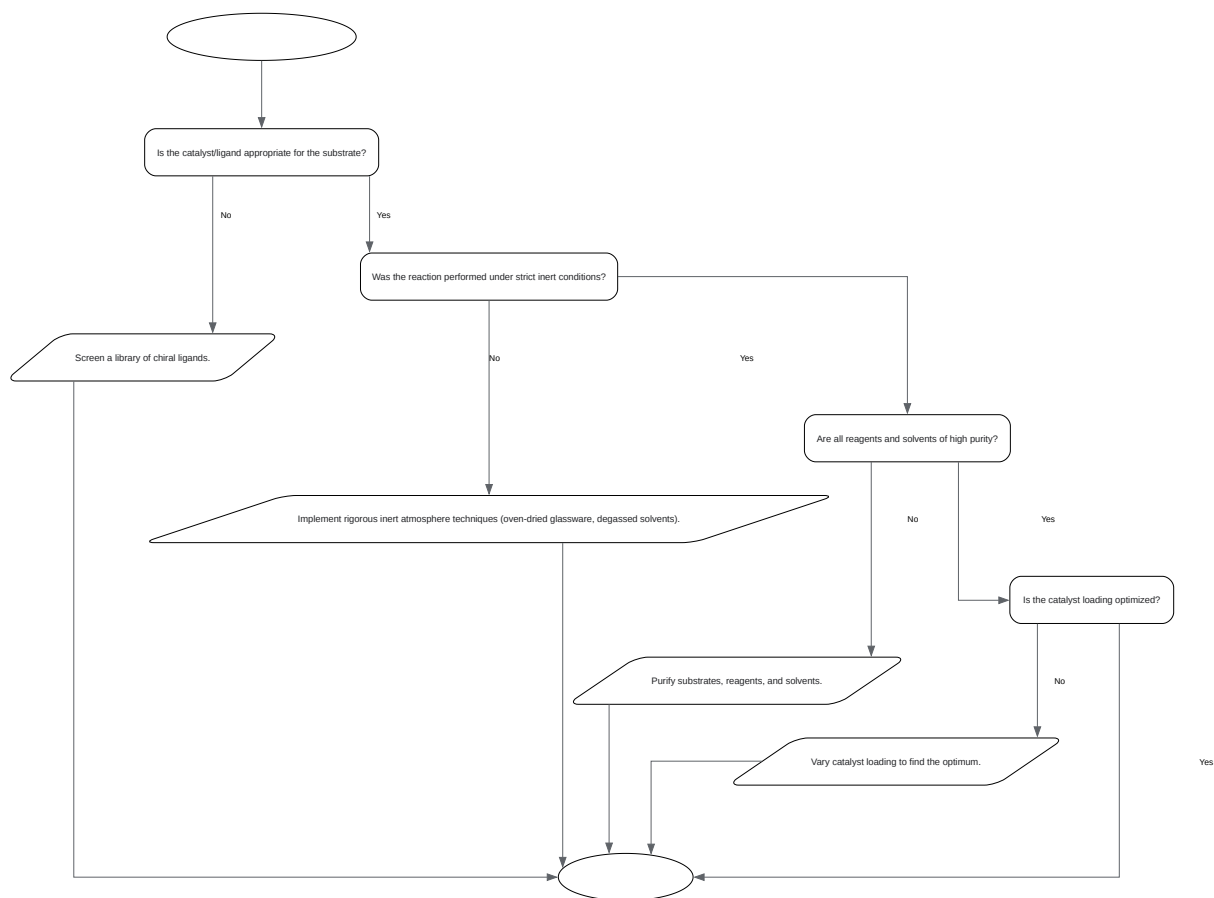 Is the catalyst/ligand appropriate for the substrate?
No
Yes
Was the reaction performed under strict inert conditions?
Screen a library of chiral ligands.
No
Yes
Are all reagents and solvents of high purity?
Implement rigorous inert atmosphere techniques (oven-dried glassware, degassed solvents).
No
Yes
Is the catalyst loading optimized?
Purify substrates, reagents, and solvents.
No
Vary catalyst loading to find the optimum.
Yes